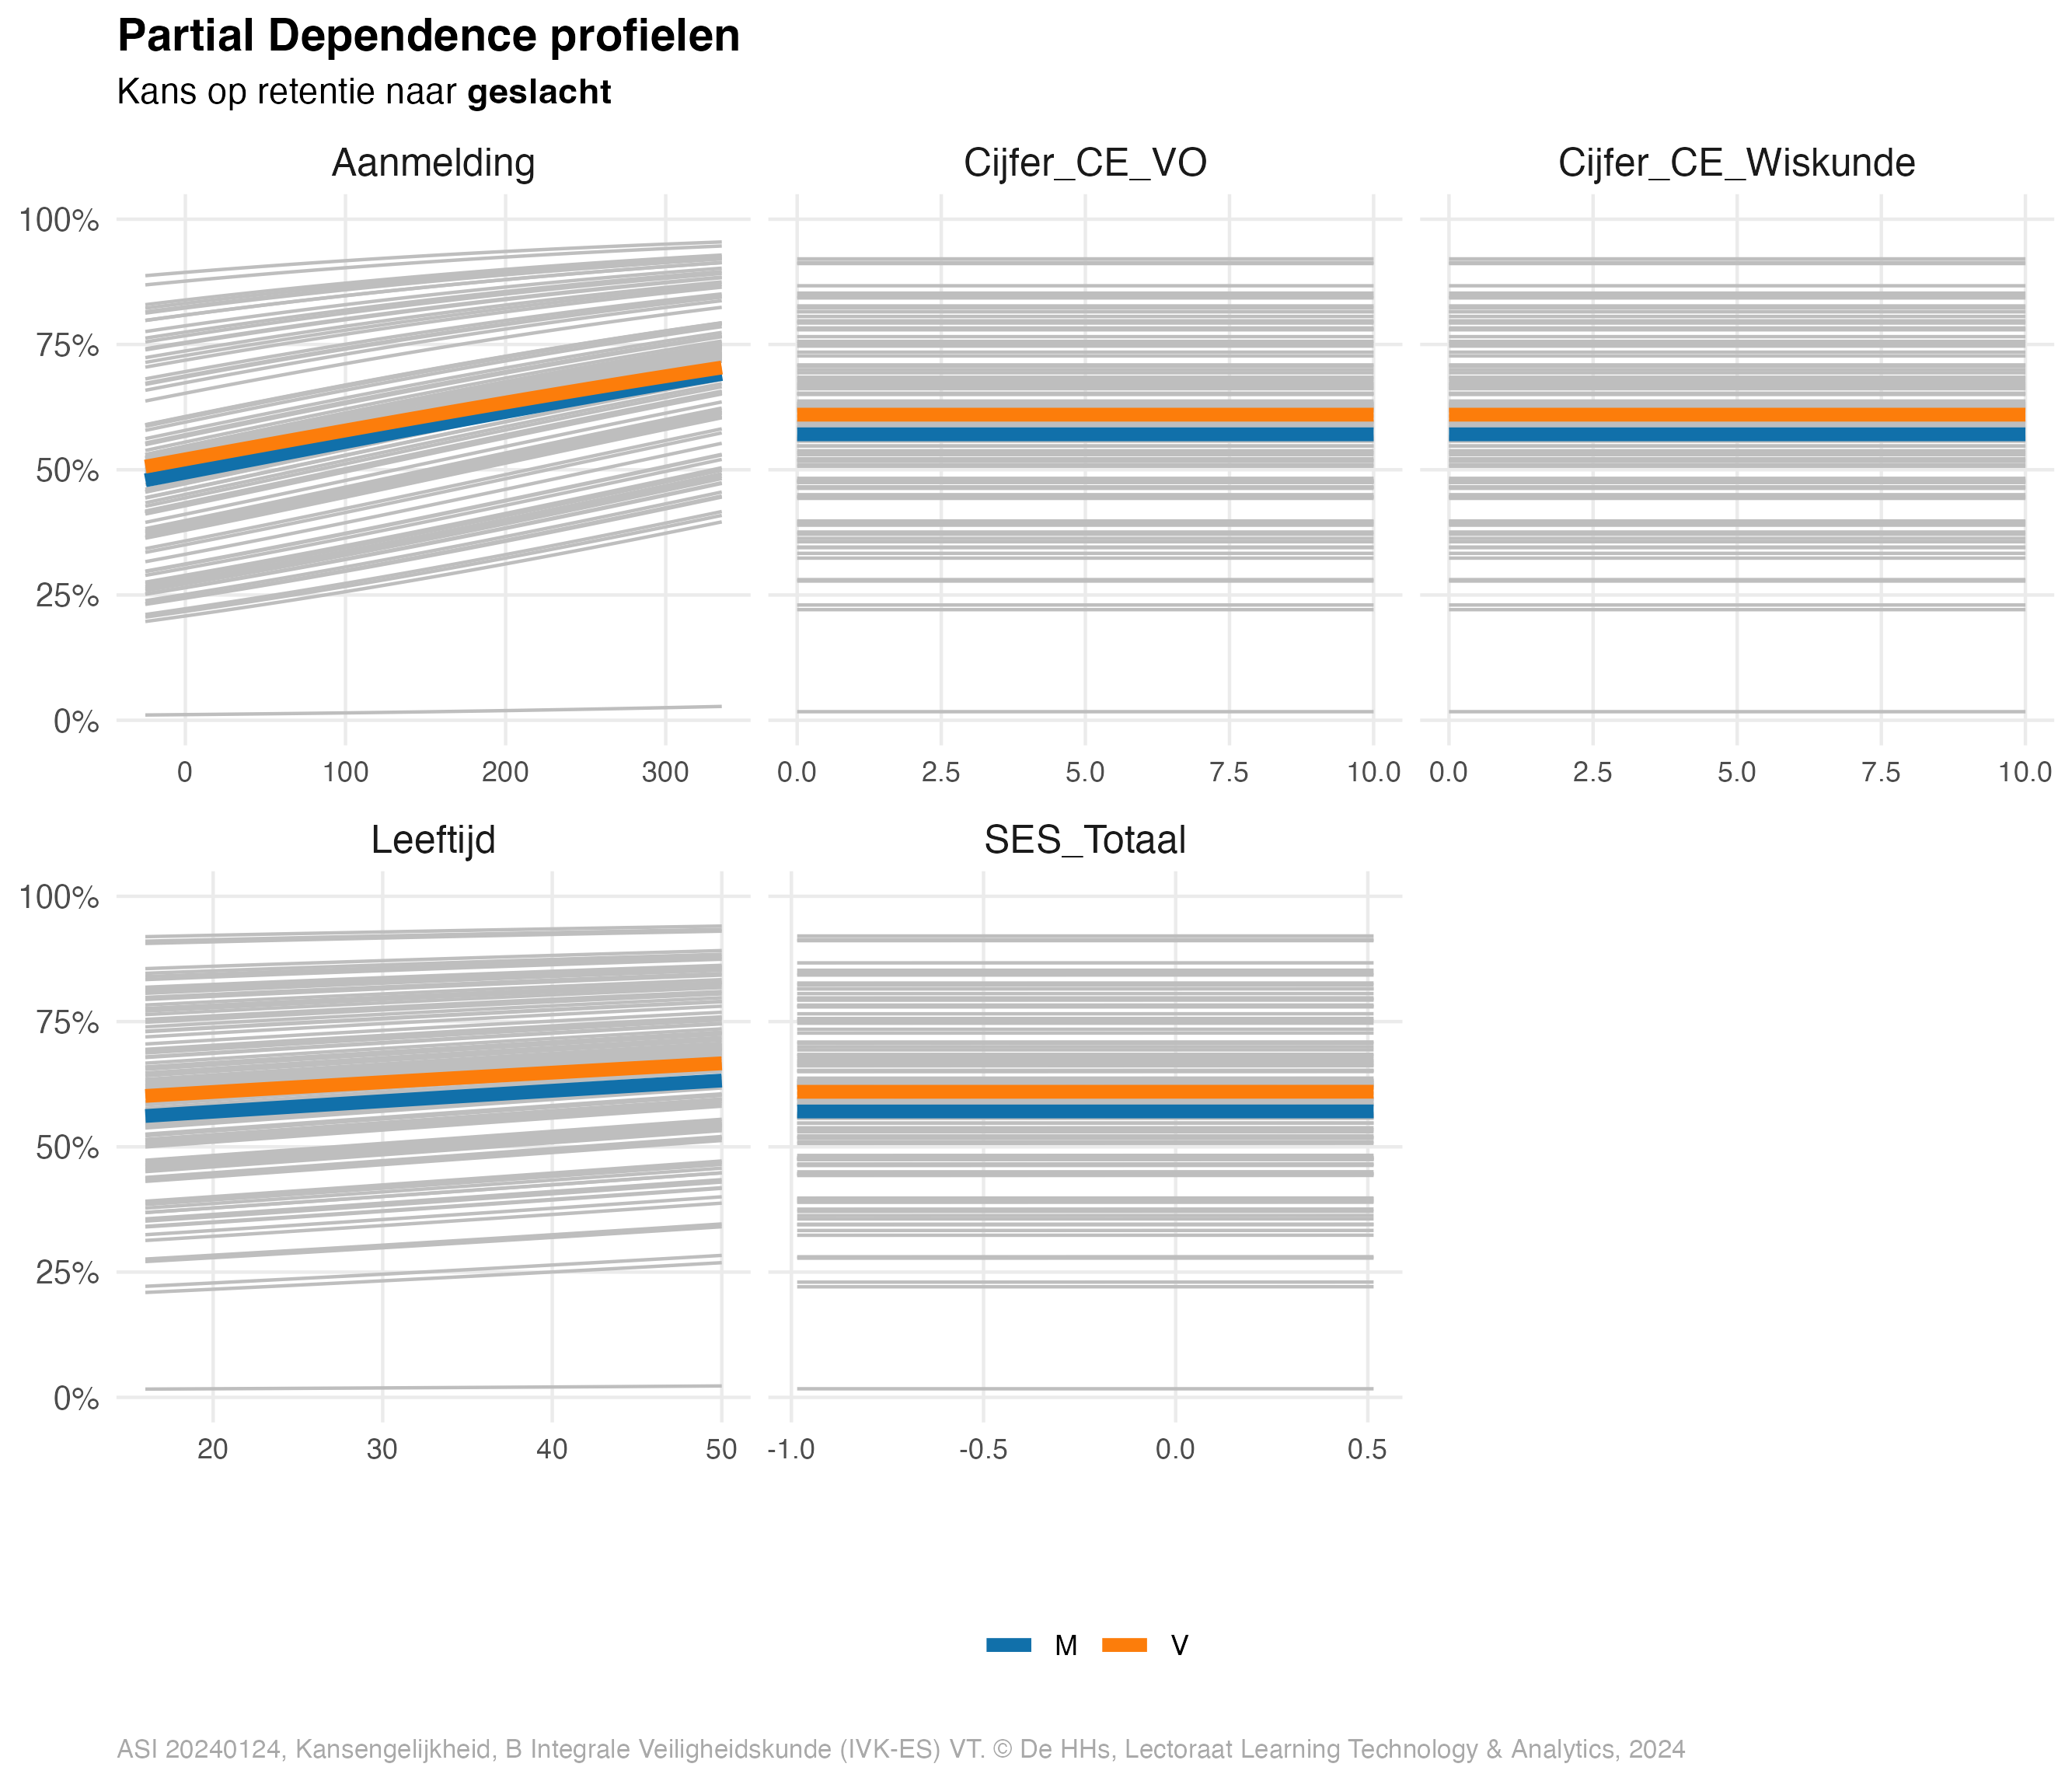 Partial Dependence profielen
Kans op retentie naar geslacht
Aanmelding
Cijfer_CE_VO
Cijfer_CE_Wiskunde
100%
75%
50%
25%
0%
0 100 200 300
0.0 2.5 5.0 7.5 10.0
0.0 2.5 5.0 7.5 10.0
Leeftijd
SES_Totaal
100%
75%
50%
25%
0%
20 30 40 50
-1.0 -0.5 0.0 0.5
M V
ASI 20240124, Kansengelijkheid, B Integrale Veiligheidskunde (IVK-ES) VT. © De HHs, Lectoraat Learning Technology & Analytics, 2024